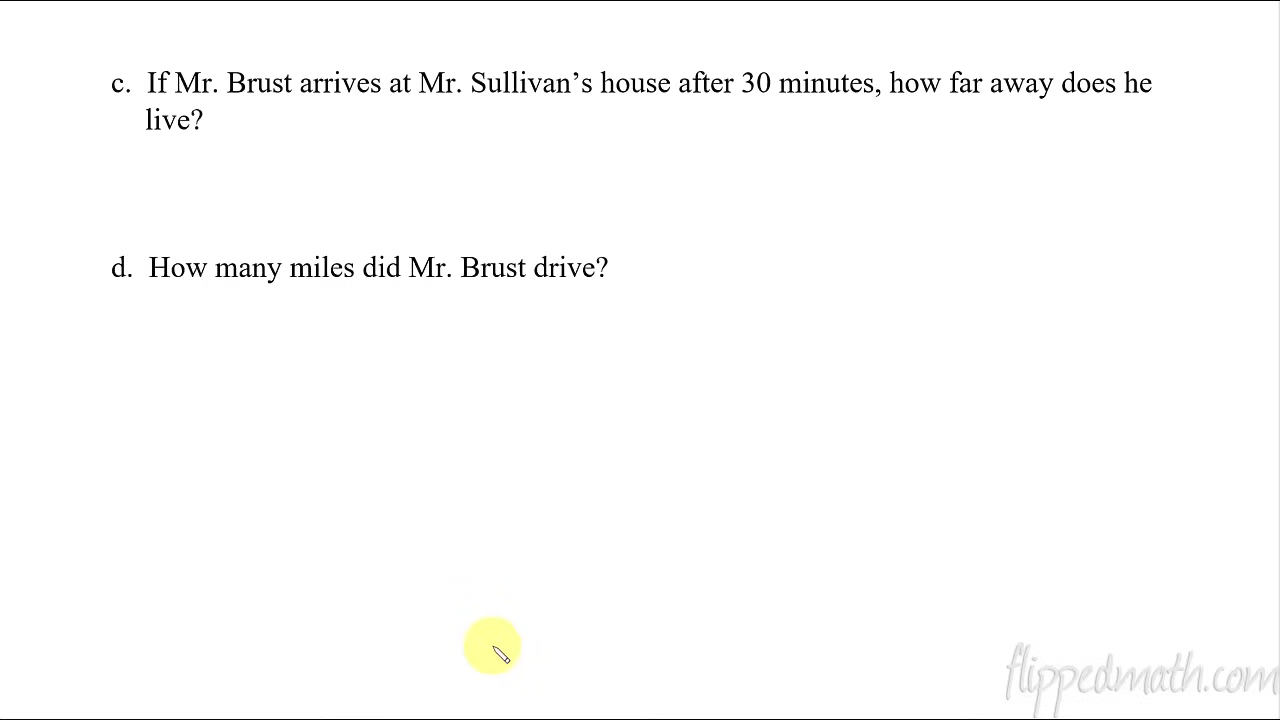 c. If Mr. Brust arrives at Mr. Sullivan’s house after 30 minutes, how far away does he
live?
d. How many miles did Mr. Brust drive?
flippedmath.com